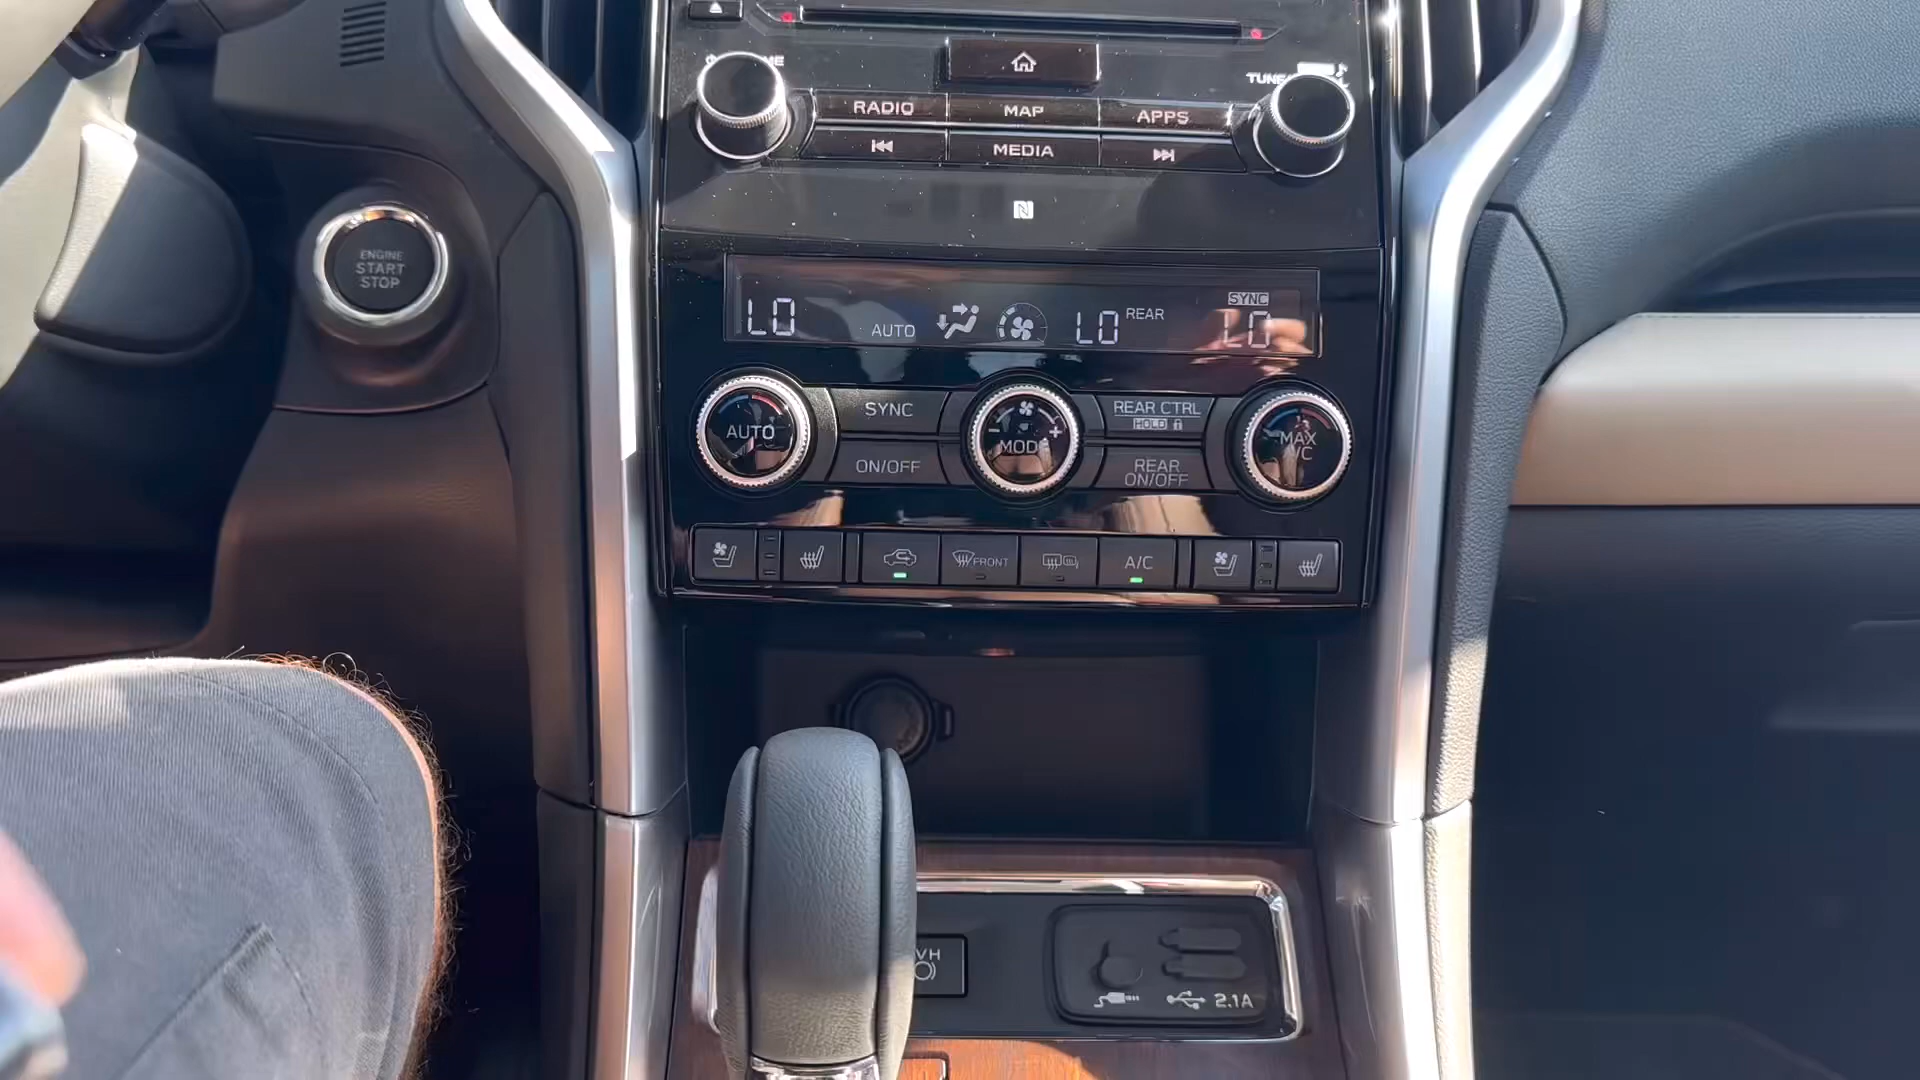 RADIO
MAP
APPS
MEDIA
ENGINE
START
STOP
LO
AUTO
LO
REAR
SYNC
LO
AUTO
SYNC
ON/OFF
MODE
REAR CTRL
HOLD
REAR
ON/OFF
MAX
A/C
FRONT
A/C
2.1A